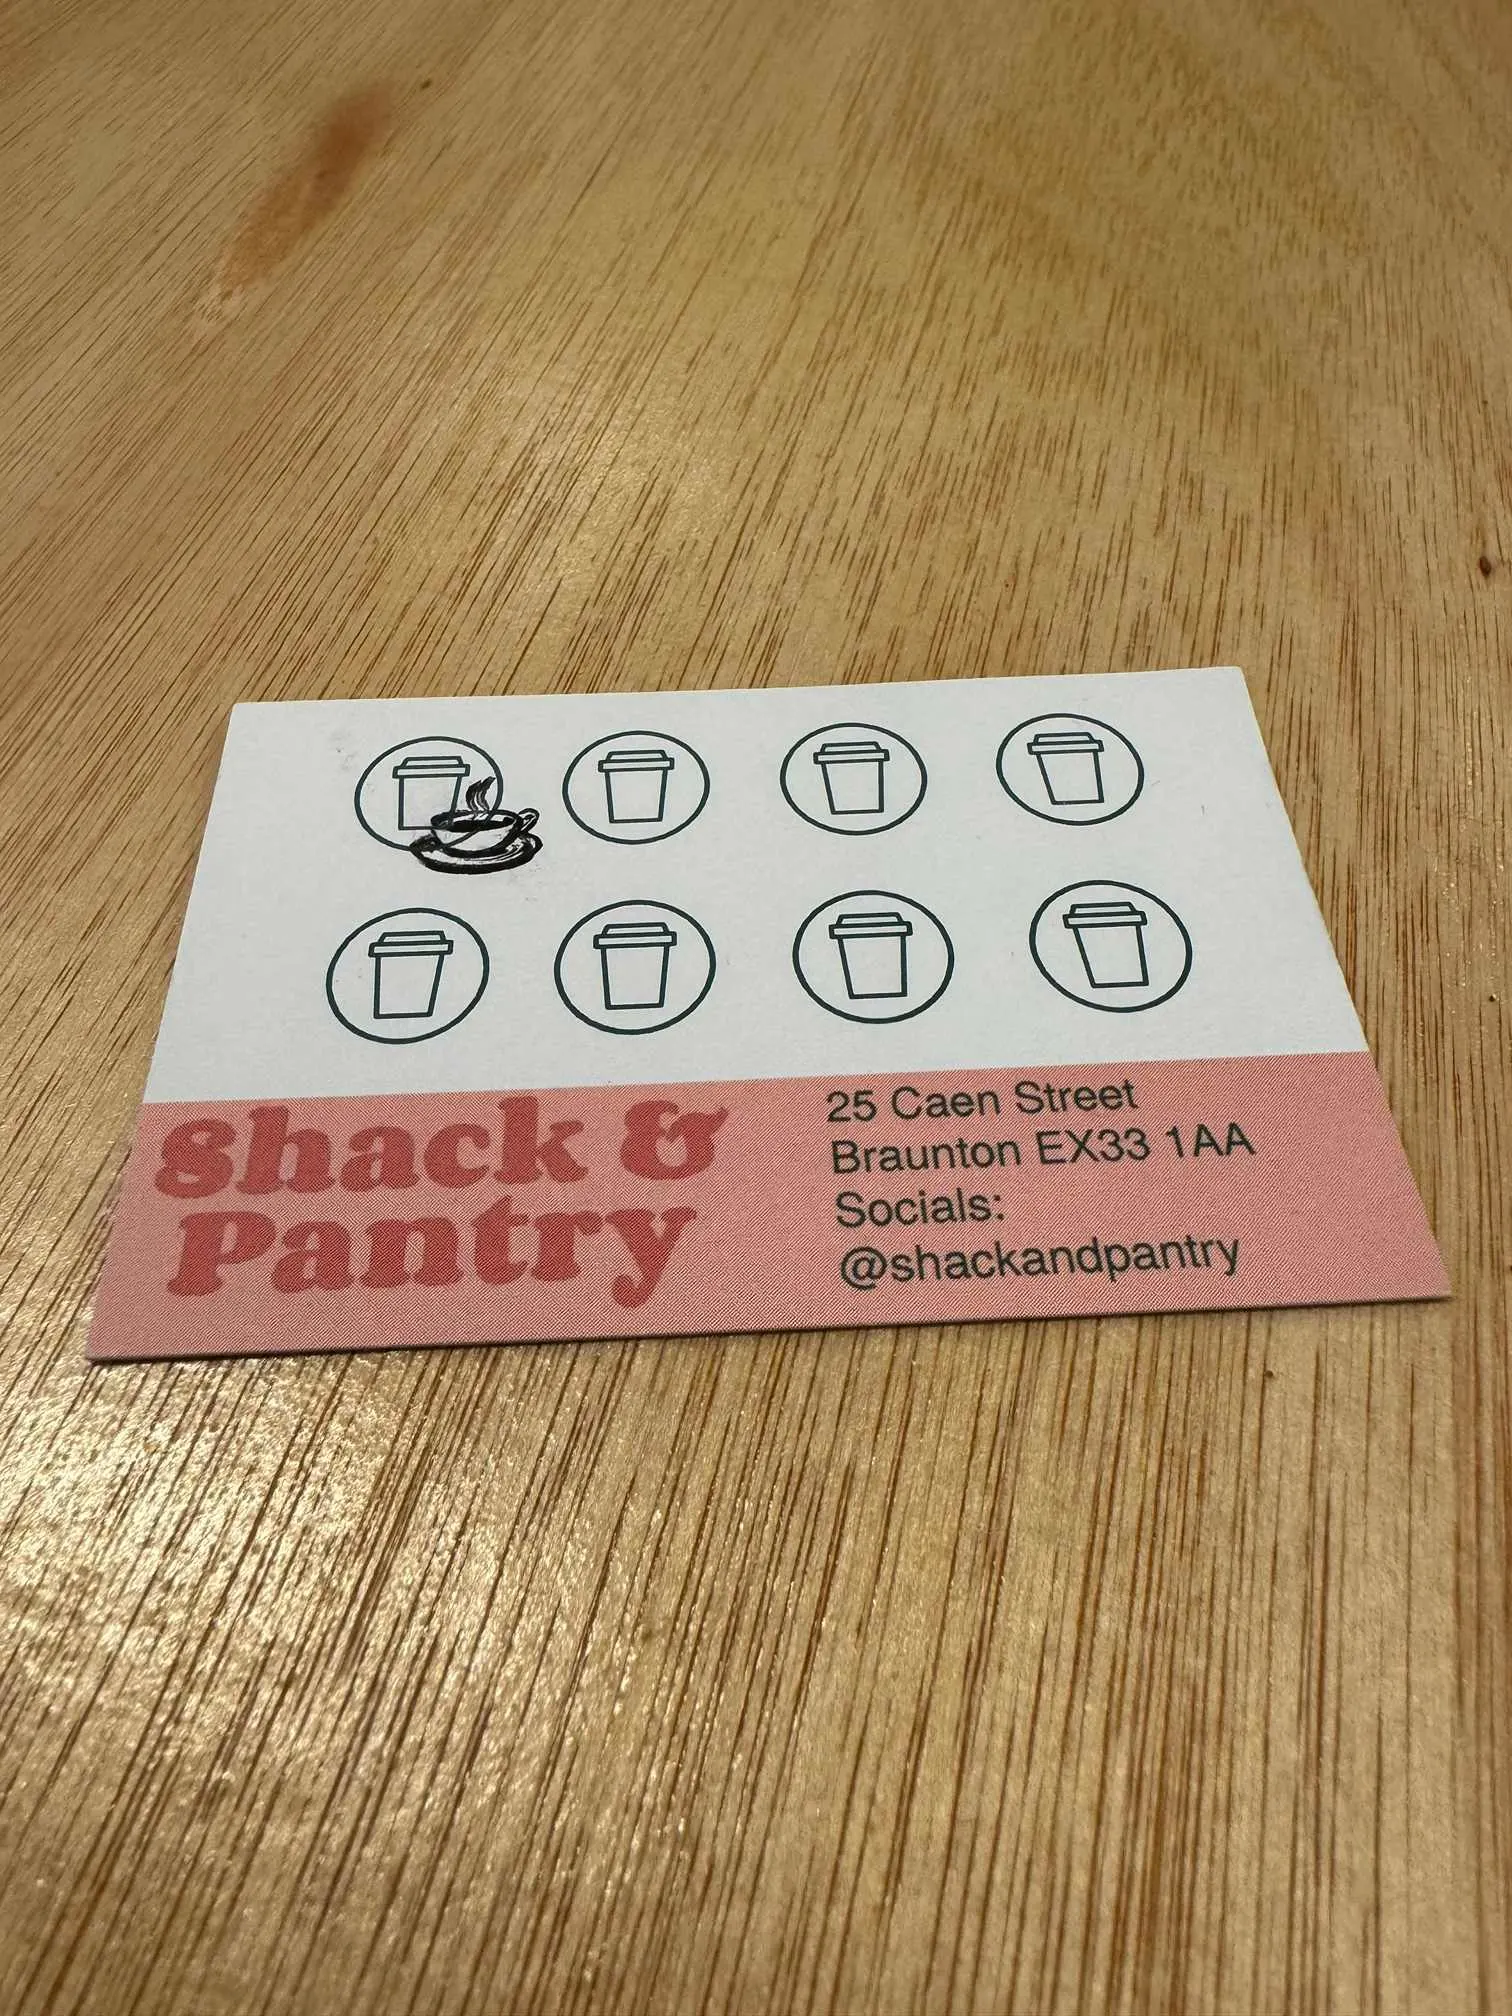 Shack &
Pantry
25 Caen Street
Braunton EX33 1AA
Socials:
@shackandpantry